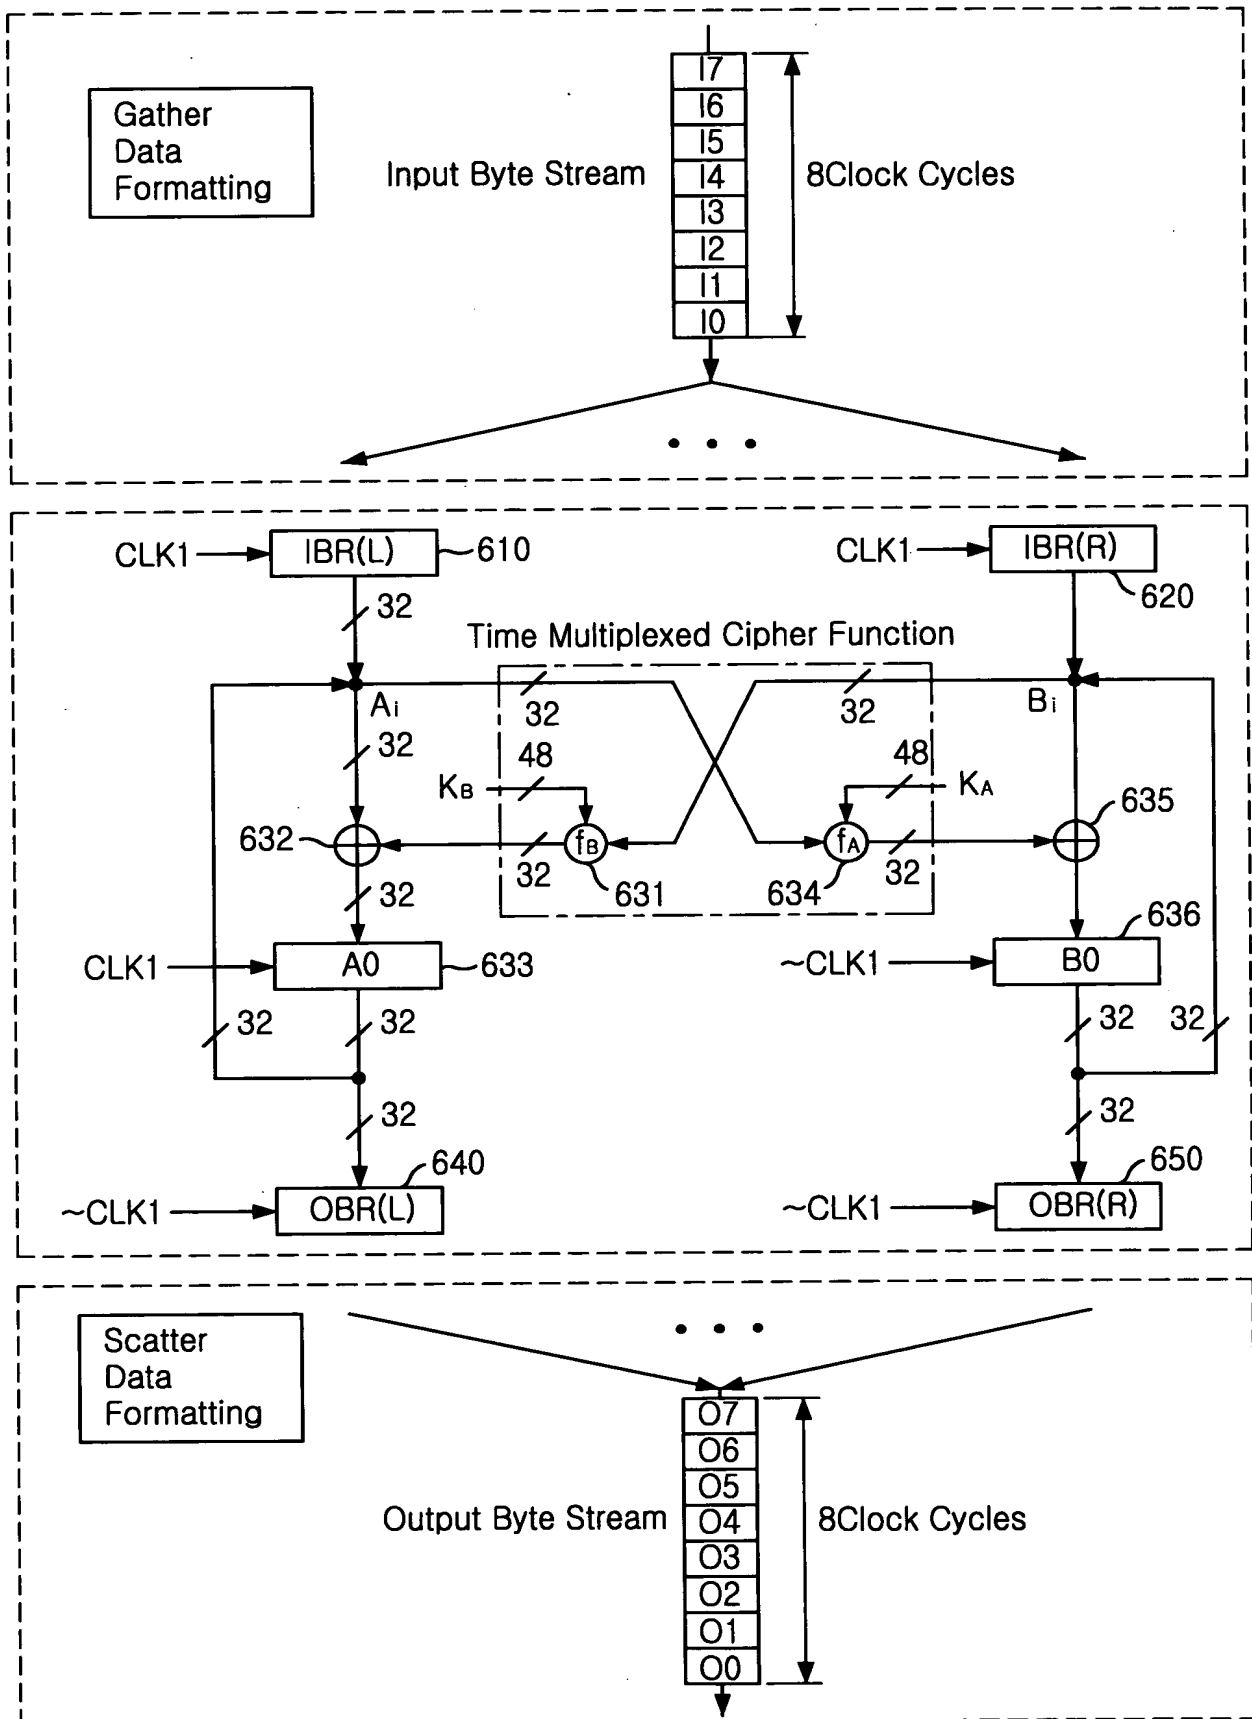 Gather
Data
Formatting
Input Byte Stream
I7
I6
I5
I4
I3
I2
I1
I0
8Clock Cycles
CLK1
IBR(L)
610
CLK1
IBR(R)
620
32
Time Multiplexed Cipher Function
Ai
32
32
Bi
32
48
48
KB
KA
632
32
fB
631
fA
634
32
635
32
636
CLK1
A0
633
~CLK1
B0
32
32
32
32
32
32
640
650
~CLK1
OBR(L)
~CLK1
OBR(R)
Scatter
Data
Formatting
Output Byte Stream
O7
O6
O5
O4
O3
O2
O1
O0
8Clock Cycles